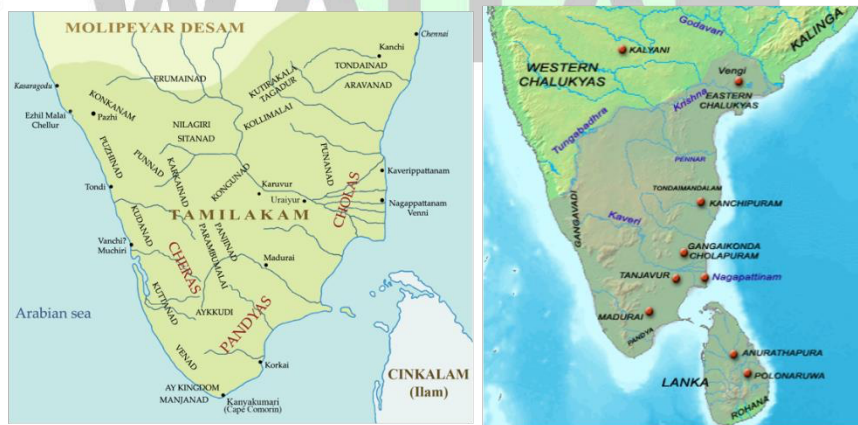 MOLIPEYAR DESAM
Chennai
Kanchi
TONDAINAD
ARAVANAD
KUTIRAKALA
TAGADUR
ERUMAINAD
Kasaragodu
KONKANAM
Ezhil Malai
Chellur
Pazhi
KOLLIMALAI
NILAGIRI
SITANAD
PUZHINAD
PUNNAD
KARKAINAD
KONGUNAD
PUNANAD
Kaverippattanam
Tondi
Karuvur
Uraiyur
CHOLAS
Nagappattanam
Venni
TAMILAKAM
KUDANAD
Vanchi?
Muchiri
CHERAS
PANJINAD
PARAMBUMALAI
Madurai
Arabian sea
KUTTANAD
AYKKUDI
PANDYAS
VENAD
Korkai
CINKALAM
(Ilam)
AY KINGDOM
MANJANAD
Kanyakumari
(Cape Comorin)
Godavari
KALINGA
KALYANI
WESTERN
CHALUKYAS
Vengi
EASTERN
CHALUKYAS
Krishna
Tungabhadra
PENNAR
TONDAIMANDALAM
KANCHIPURAM
GANGAVADI
Kaveri
GANGAIKONDA
CHOLAPURAM
TANJAVUR
Nagapattinam
MADURAI
PANDYA
ANURATHAPURA
LANKA
POLONARUWA
ROHANA